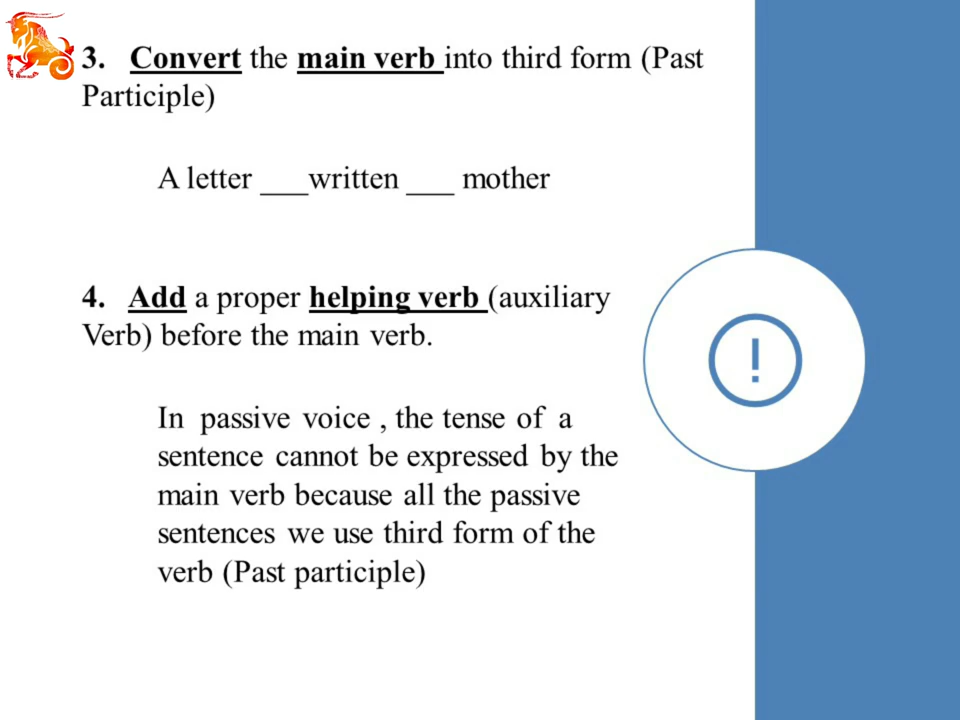 3. Convert the main verb into third form (Past
Participle)
A letter ___written ___ mother
4. Add a proper helping verb (auxiliary
Verb) before the main verb.
In passive voice , the tense of a
sentence cannot be expressed by the
main verb because all the passive
sentences we use third form of the
verb (Past participle)
!